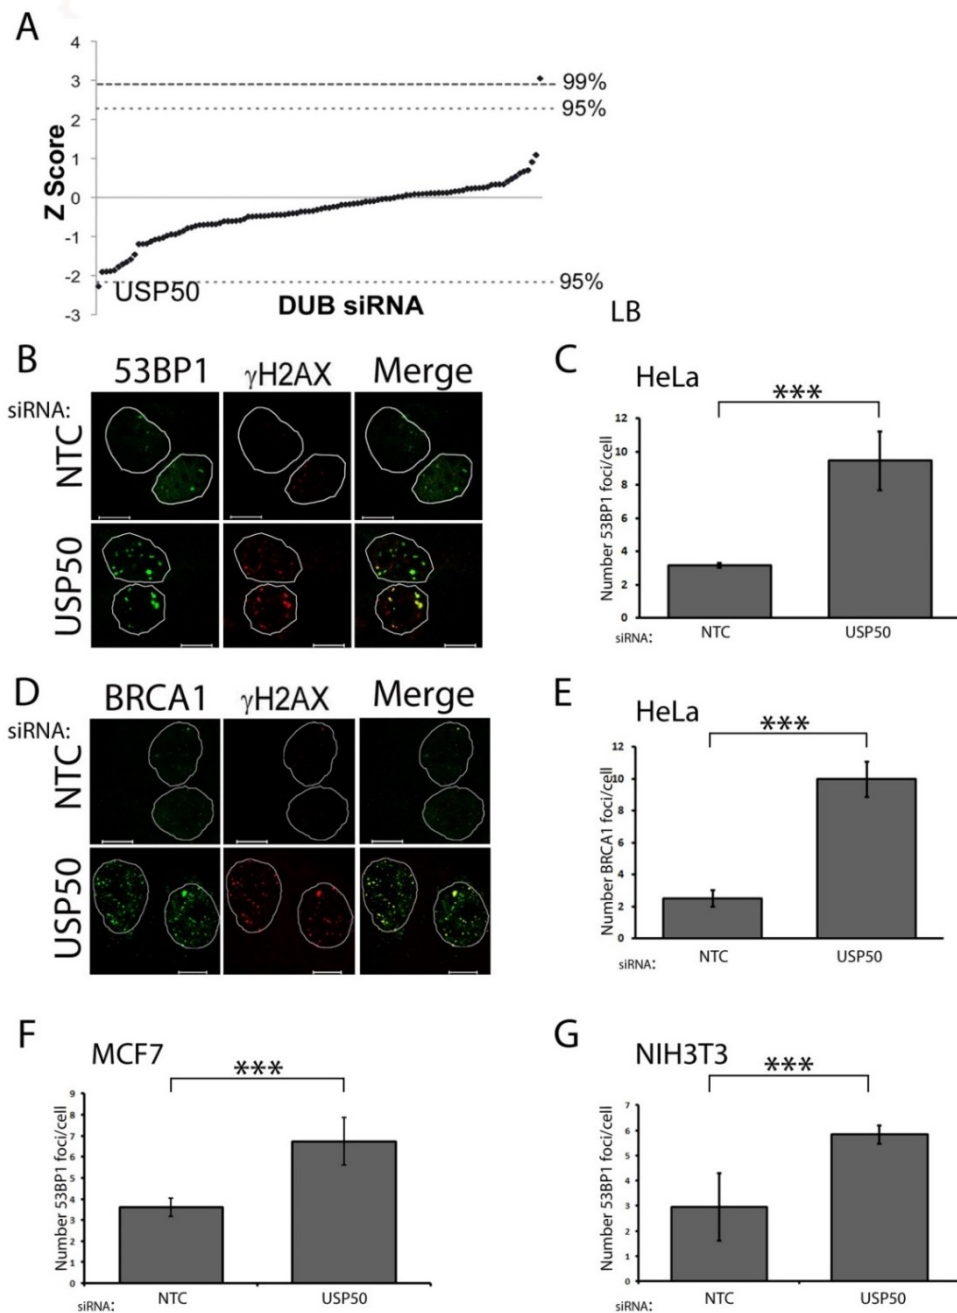 A
4
3
2
1
0
-1
-2
-3
Z Score
99%
95%
95%
USP50
DUB siRNA
LB
B
53BP1 γH2AX Merge
siRNA:
NTC
USP50
C
HeLa
***
12
10
8
6
4
2
0
Number 53BP1 foci/cell
siRNA: NTC USP50
D
BRCA1 γH2AX Merge
siRNA:
NTC
USP50
E
HeLa
***
12
10
8
6
4
2
0
Number BRCA1 foci/cell
siRNA: NTC USP50
F
MCF7
***
9
8
7
6
5
4
3
2
1
0
Number 53BP1 foci/cell
siRNA: NTC USP50
G
NIH3T3
***
7
6
5
4
3
2
1
0
Number 53BP1 foci/cell
siRNA: NTC USP50